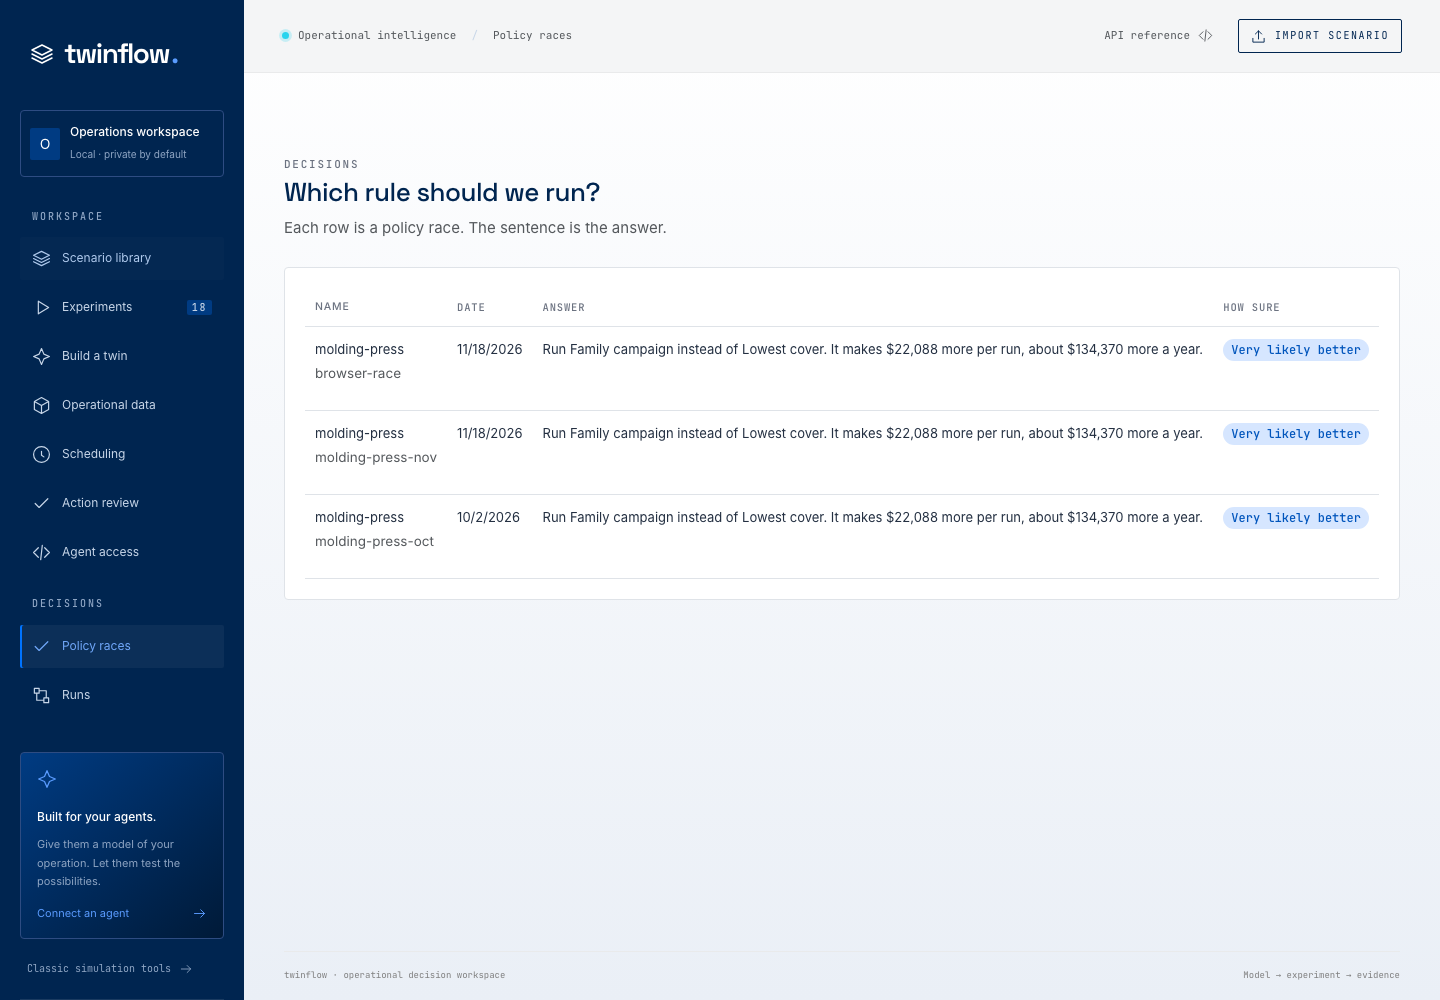 twinflow.
O
Operations workspace
Local · private by default
WORKSPACE
Scenario library
Experiments 18
Build a twin
Operational data
Scheduling
Action review
Agent access
DECISIONS
Policy races
Runs
Built for your agents.
Give them a model of your
operation. Let them test the
possibilities.
Connect an agent →
Classic simulation tools →
Operational intelligence / Policy races
API reference </> IMPORT SCENARIO
DECISIONS
Which rule should we run?
Each row is a policy race. The sentence is the answer.
NAME DATE ANSWER HOW SURE
molding-press 11/18/2026 Run Family campaign instead of Lowest cover. It makes $22,088 more per run, about $134,370 more a year. Very likely better
browser-race
molding-press 11/18/2026 Run Family campaign instead of Lowest cover. It makes $22,088 more per run, about $134,370 more a year. Very likely better
molding-press-nov
molding-press 10/2/2026 Run Family campaign instead of Lowest cover. It makes $22,088 more per run, about $134,370 more a year. Very likely better
molding-press-oct
twinflow · operational decision workspace
Model → experiment → evidence